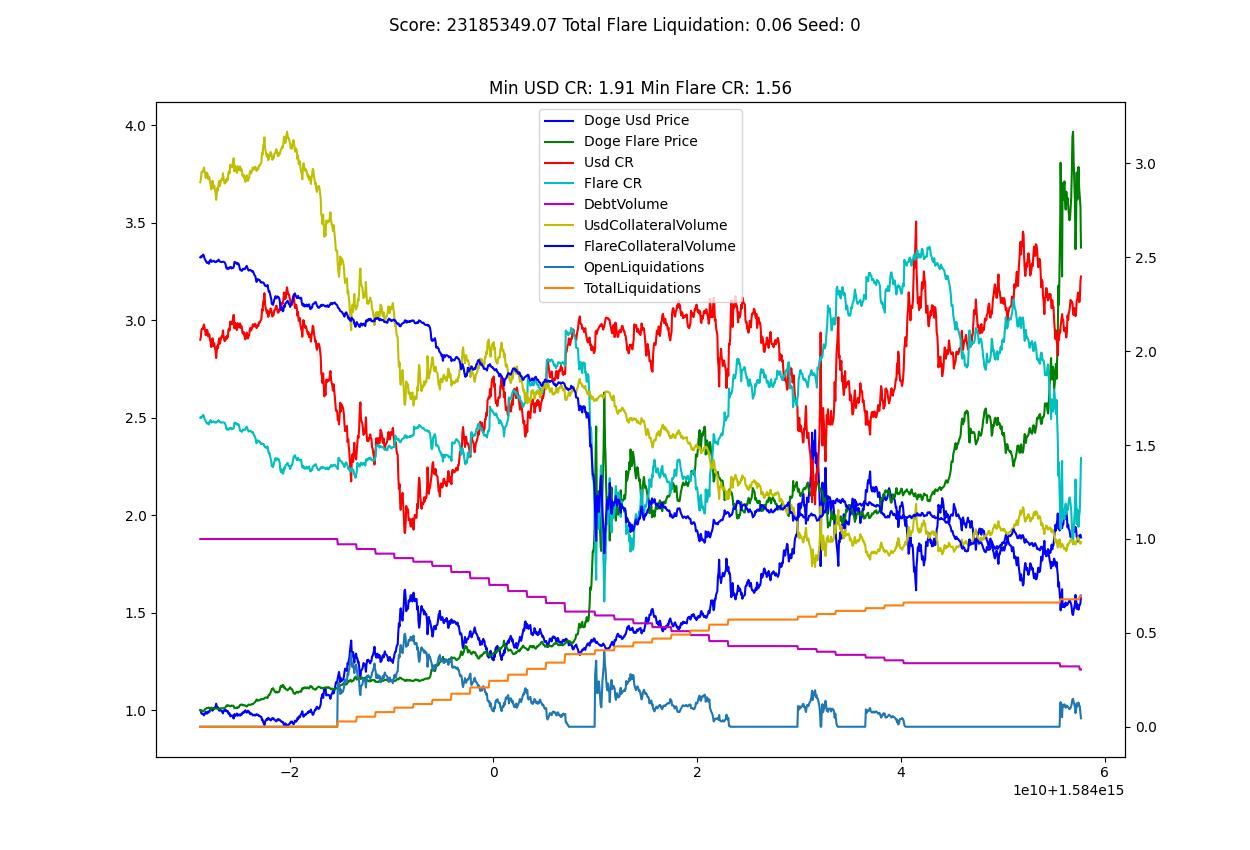 Score: 23185349.07 Total Flare Liquidation: 0.06 Seed: 0
Min USD CR: 1.91 Min Flare CR: 1.56
Doge Usd Price
Doge Flare Price
Usd CR
Flare CR
DebtVolume
UsdCollateralVolume
FlareCollateralVolume
OpenLiquidations
TotalLiquidations
4.0
3.5
3.0
2.5
2.0
1.5
1.0
3.0
2.5
2.0
1.5
1.0
0.5
0.0
−2 0 2 4 6
1e10+1.584e15